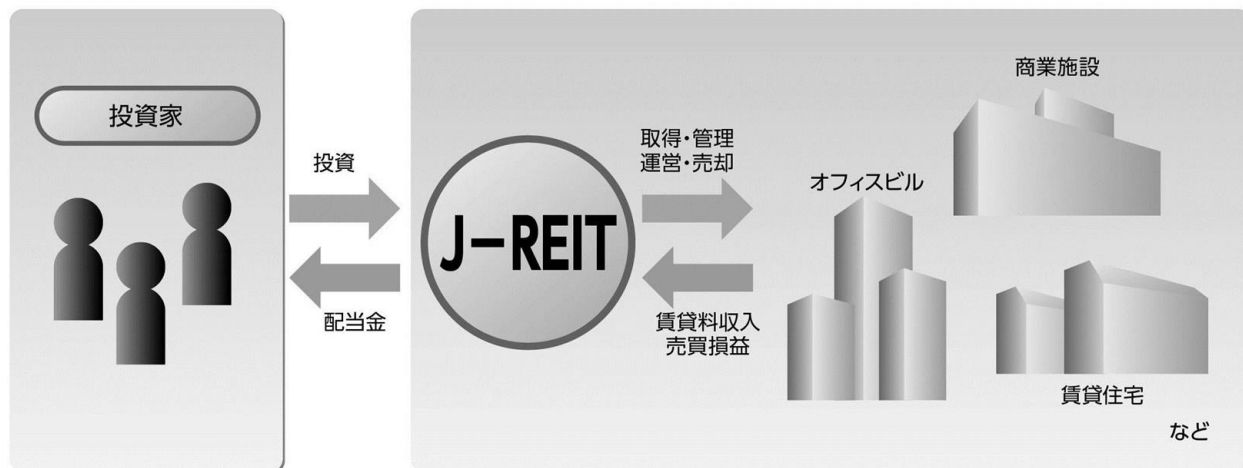 投資家
投資
配当金
J-REIT
取得・管理
運営・売却
賃貸料収入
売買損益
商業施設
オフィスビル
賃貸住宅
など